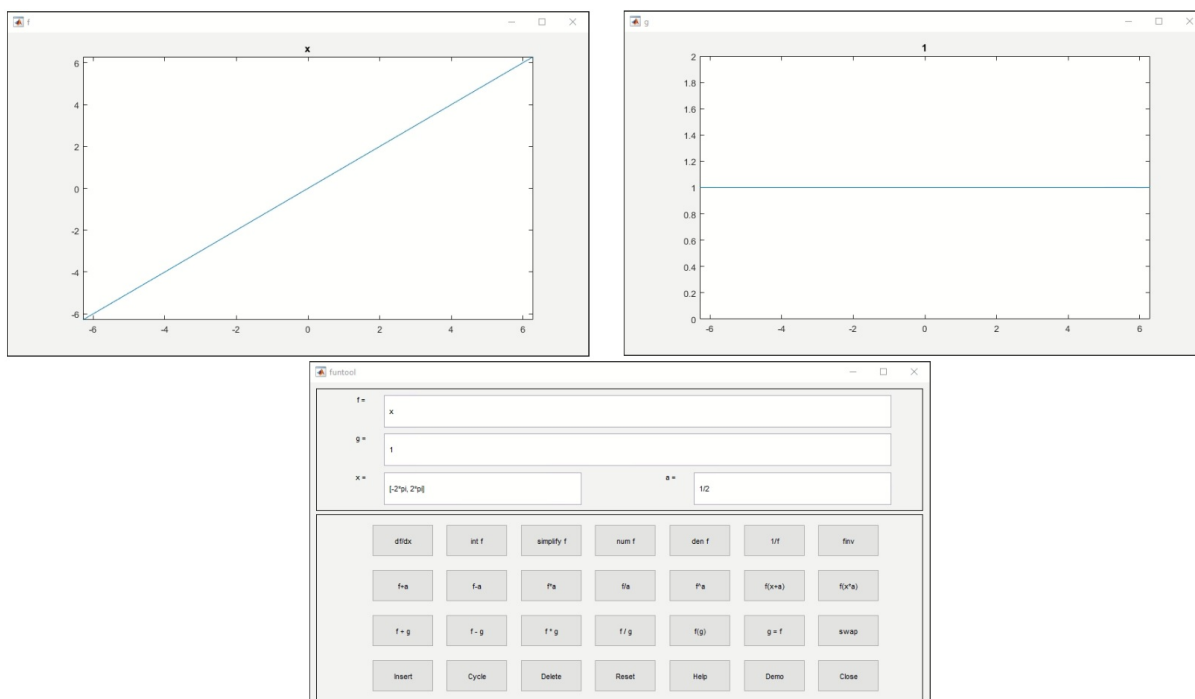 f
x
6
4
2
0
-2
-4
-6
-6 -4 -2 0 2 4 6
g
1
2
1.8
1.6
1.4
1.2
1
0.8
0.6
0.4
0.2
0
-6 -4 -2 0 2 4 6
funtool
f = x
g = 1
x = [-2*pi, 2*pi] a = 1/2
df/dx int f simplify f num f den f 1/f finv
f+a f-a f*a f/a f^a f(x+a) f(x*a)
f + g f - g f * g f / g f(g) g = f swap
Insert Cycle Delete Reset Help Demo Close